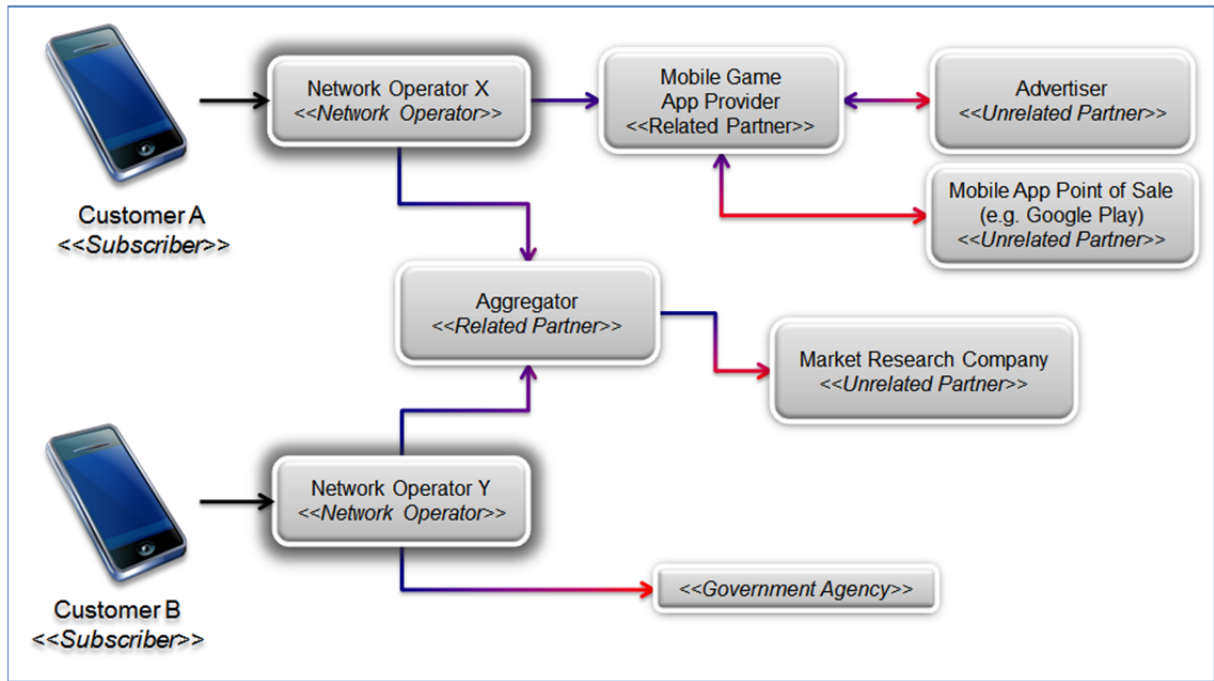 Customer A
<<Subscriber>>
Network Operator X
<<Network Operator>>
Mobile Game
App Provider
<<Related Partner>>
Advertiser
<<Unrelated Partner>>
Mobile App Point of Sale
(e.g. Google Play)
<<Unrelated Partner>>
Aggregator
<<Related Partner>>
Market Research Company
<<Unrelated Partner>>
Customer B
<<Subscriber>>
Network Operator Y
<<Network Operator>>
<<Government Agency>>